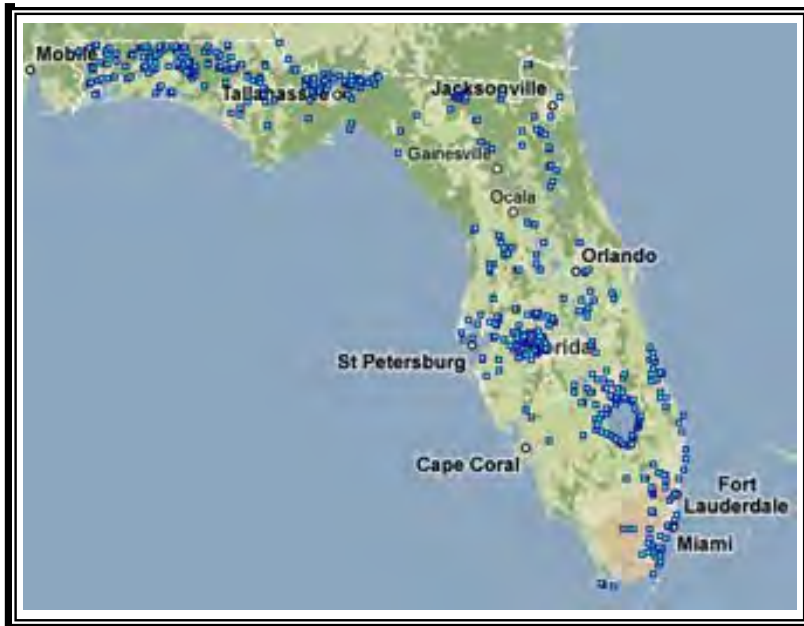 Mobile
Tallahassee
Jacksonville
Gainesville
Ocala
Orlando
St Petersburg
Cape Coral
Fort
Lauderdale
Miami